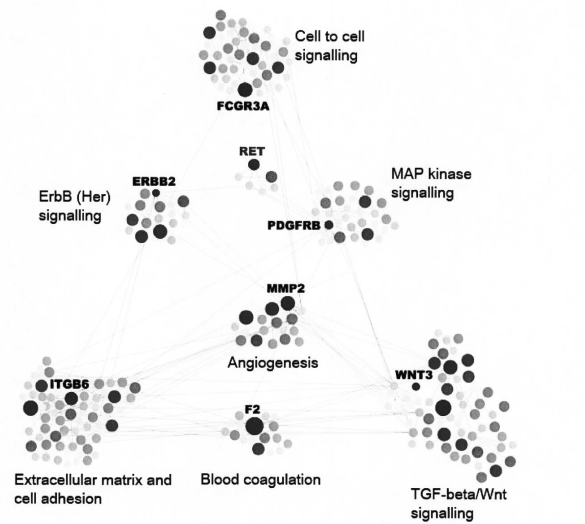 Cell to cell
signalling
FCGR3A
RET
ERBB2
MAP kinase
signalling
ErbB (Her)
signalling
PDGFRB
MMP2
Angiogenesis
WNT3
ITGB6
F2
Extracellular matrix and
cell adhesion
Blood coagulation
TGF-beta/Wnt
signalling